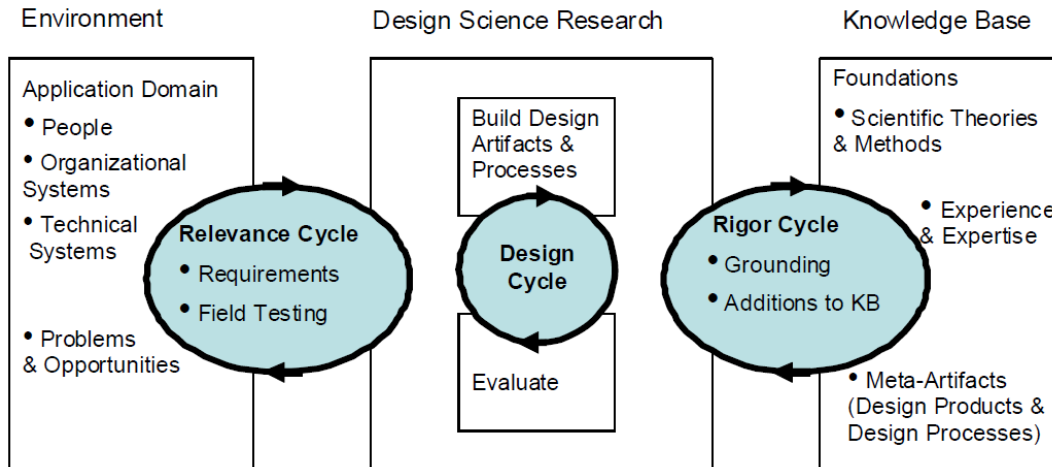 Environment
Design Science Research
Knowledge Base
Application Domain
• People
• Organizational
Systems
• Technical
Systems
• Problems
& Opportunities
Relevance Cycle
• Requirements
• Field Testing
Build Design
Artifacts &
Processes
Design
Cycle
Evaluate
Rigor Cycle
• Grounding
• Additions to KB
Foundations
• Scientific Theories
& Methods
• Experience
& Expertise
• Meta-Artifacts
(Design Products &
Design Processes)